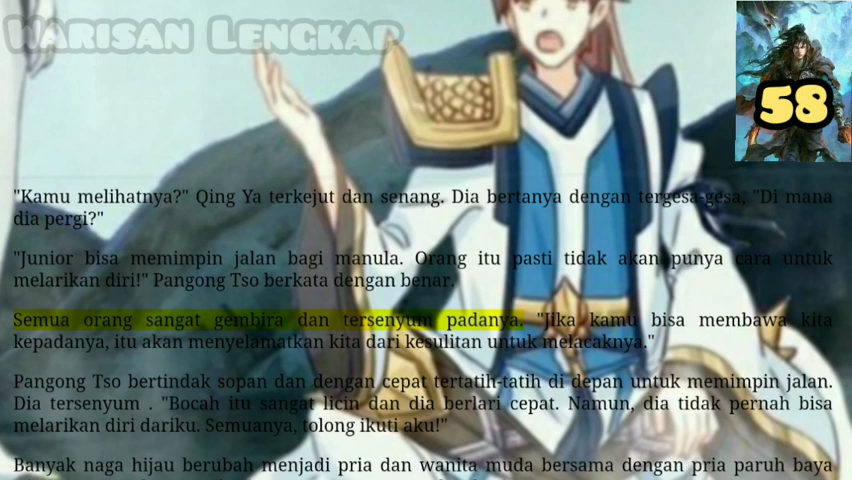 Warisan Lengkap
58
"Kamu melihatnya?" Qing Ya terkejut dan senang. Dia bertanya dengan tergesa-gesa, "Di mana
dia pergi?"
"Junior bisa memimpin jalan bagi manula. Orang itu pasti tidak akan punya cara untuk
melarikan diri!" Pangong Tso berkata dengan benar.
Semua orang sangat gembira dan tersenyum padanya. "Jika kamu bisa membawa kita
kepadanya, itu akan menyelamatkan kita dari kesulitan untuk melacaknya."
Pangong Tso bertindak sopan dan dengan cepat tertatih-tatih di depan untuk memimpin jalan.
Dia tersenyum . "Bocah itu sangat licin dan dia berlari cepat. Namun, dia tidak pernah bisa
melarikan diri dariku. Semuanya, tolong ikuti aku!"
Banyak naga hijau berubah menjadi pria dan wanita muda bersama dengan pria paruh baya